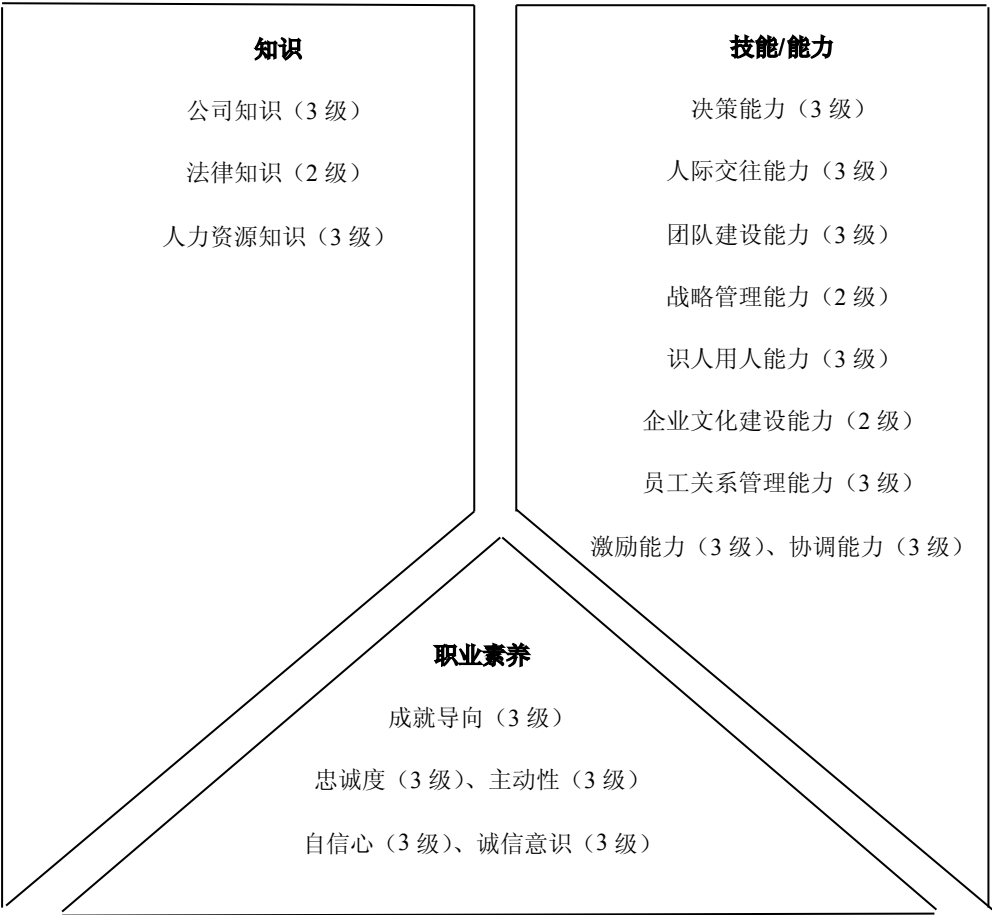 知识
公司知识（3 级）
法律知识（2 级）
人力资源知识（3 级）
技能/能力
决策能力（3 级）
人际交往能力（3 级）
团队建设能力（3 级）
战略管理能力（2 级）
识人用人能力（3 级）
企业文化建设能力（2 级）
员工关系管理能力（3 级）
激励能力（3 级）、协调能力（3 级）
职业素养
成就导向（3 级）
忠诚度（3 级）、主动性（3 级）
自信心（3 级）、诚信意识（3 级）